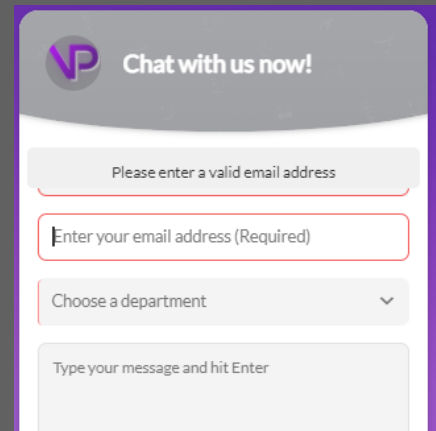 VP
Chat with us now!
Please enter a valid email address
Enter your email address (Required)
Choose a department
Type your message and hit Enter